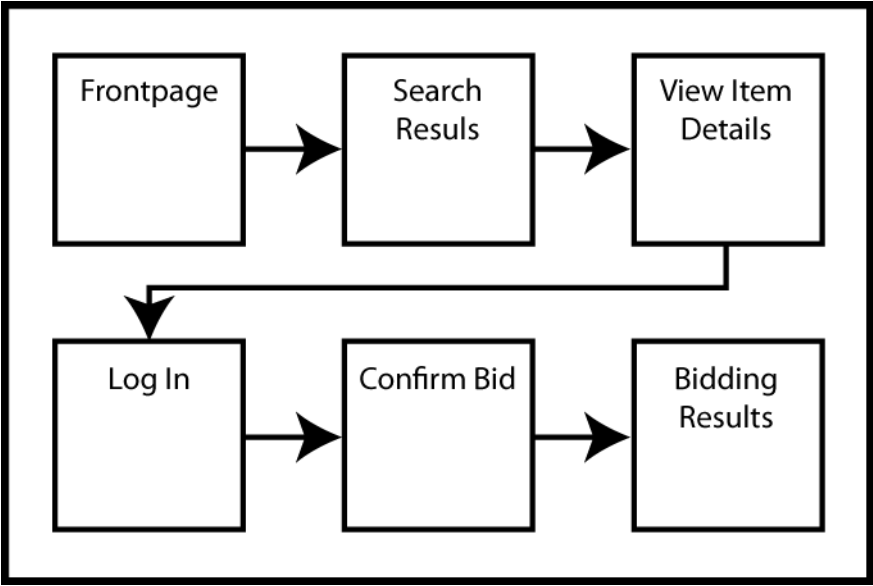 Frontpage
Search
Resuls
View Item
Details
Log In
Confirm Bid
Bidding
Results